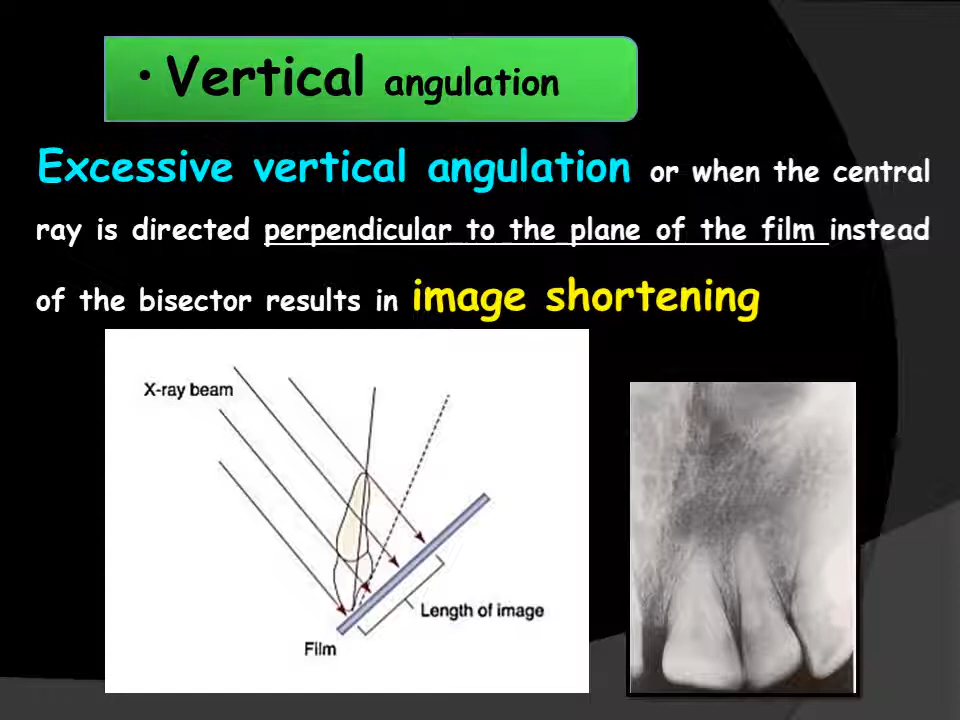 • Vertical angulation
Excessive vertical angulation or when the central
ray is directed perpendicular to the plane of the film instead
of the bisector results in image shortening
X-ray beam
Length of image
Film